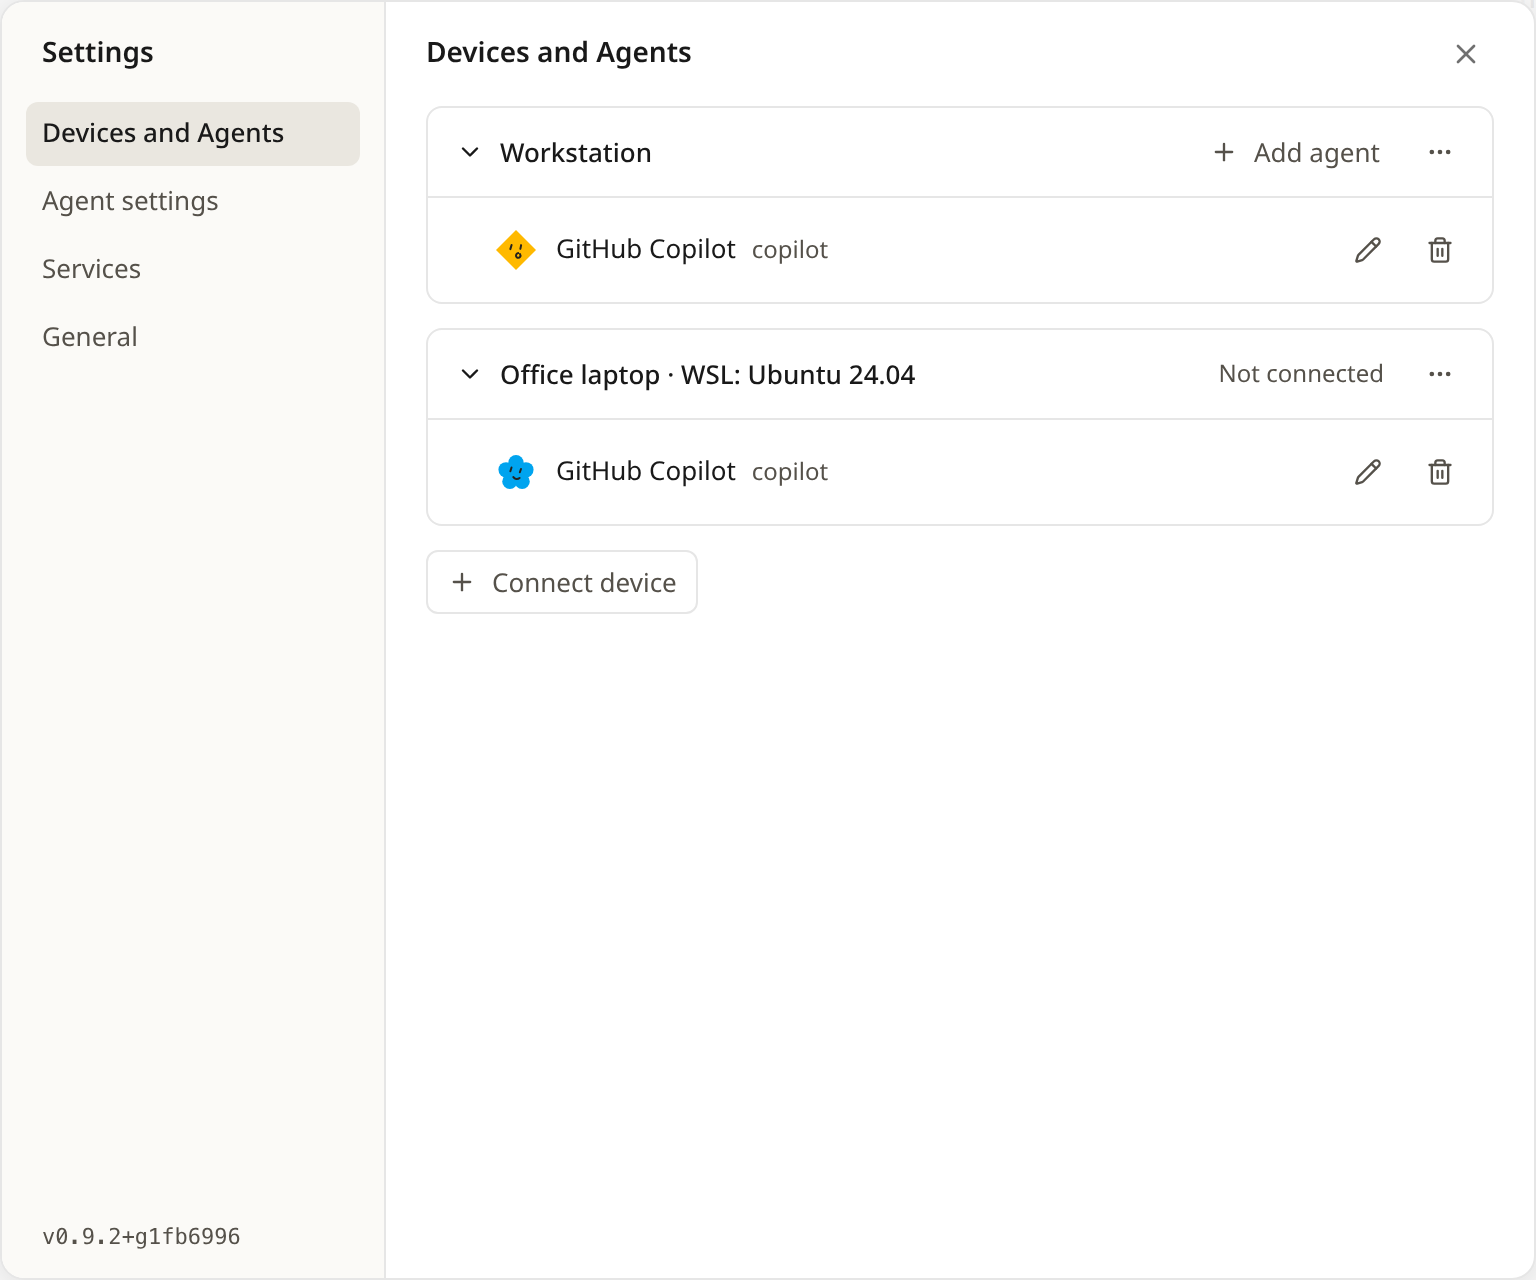 Settings
Devices and Agents
Agent settings
Services
General
v0.9.2+g1fb6996
Devices and Agents
Workstation
Add agent
GitHub Copilot copilot
Office laptop · WSL: Ubuntu 24.04
Not connected
GitHub Copilot copilot
Connect device